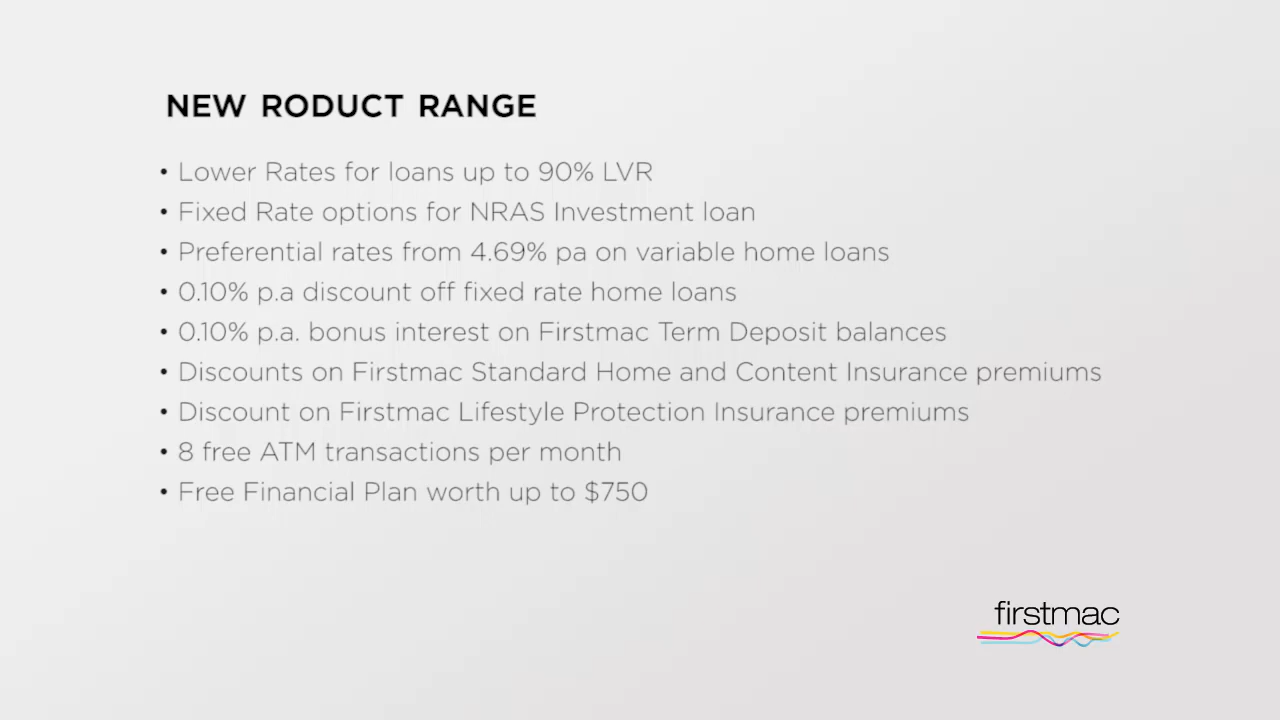 NEW RODUCT RANGE
• Lower Rates for loans up to 90% LVR
• Fixed Rate options for NRAS Investment loan
• Preferential rates from 4.69% pa on variable home loans
• 0.10% p.a discount off fixed rate home loans
• 0.10% p.a. bonus interest on Firstmac Term Deposit balances
• Discounts on Firstmac Standard Home and Content Insurance premiums
• Discount on Firstmac Lifestyle Protection Insurance premiums
• 8 free ATM transactions per month
• Free Financial Plan worth up to $750
firstmac